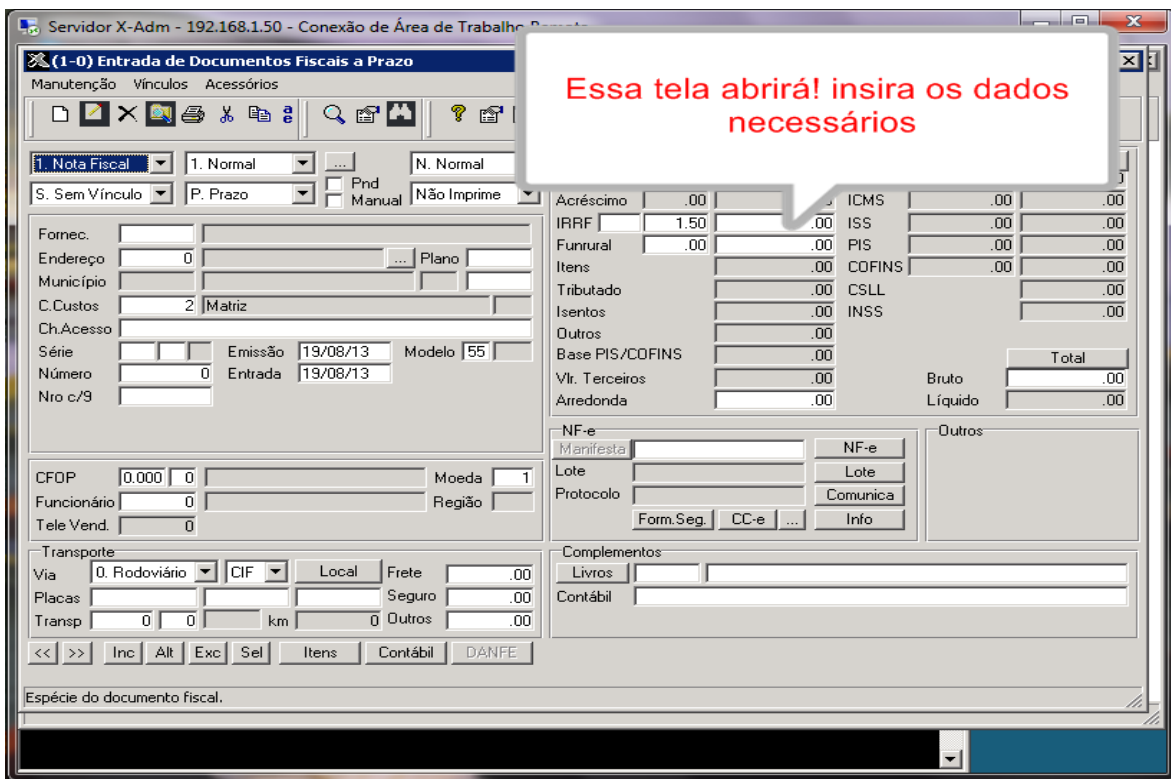 Servidor X-Adm - 192.168.1.50 - Conexão de Área de Trabalho
(1-0) Entrada de Documentos Fiscais a Prazo
Manutenção Vínculos Acessórios
Essa tela abrirá! insira os dados
necessários
1. Nota Fiscal 1. Normal ... N. Normal
S. Sem Vínculo P. Prazo Pnd Manual Não Imprime
Fornec.
Endereço 0 ... Plano
Município
C.Custos 2 Matriz
Ch.Acesso
Série Emissão 19/08/13 Modelo 55
Número 0 Entrada 19/08/13
Nro c/9
CFOP 0.000 0 Moeda 1
Funcionário 0 Região
Tele Vend. 0
Transporte
Via 0. Rodoviário CIF Local Frete .00
Placas Seguro .00
Transp 0 0 km 0 Outros .00
<< >> Inc Alt Exc Sel Itens Contábil DANFE
Acréscimo .00 ICMS .00 .00
IRRF 1.50 .00 ISS .00 .00
Funrural .00 .00 PIS .00 .00
Itens .00 COFINS .00 .00
Tributado .00 CSLL .00
Isentos .00 INSS .00
Outros .00
Base PIS/COFINS .00 Total
Vlr. Terceiros .00 Bruto .00
Arredonda .00 Líquido .00
NF-e
Manifesta NF-e
Lote Lote
Protocolo Comunica
Form.Seg. CC-e ... Info
Outros
Complementos
Livros
Contábil
Espécie do documento fiscal.